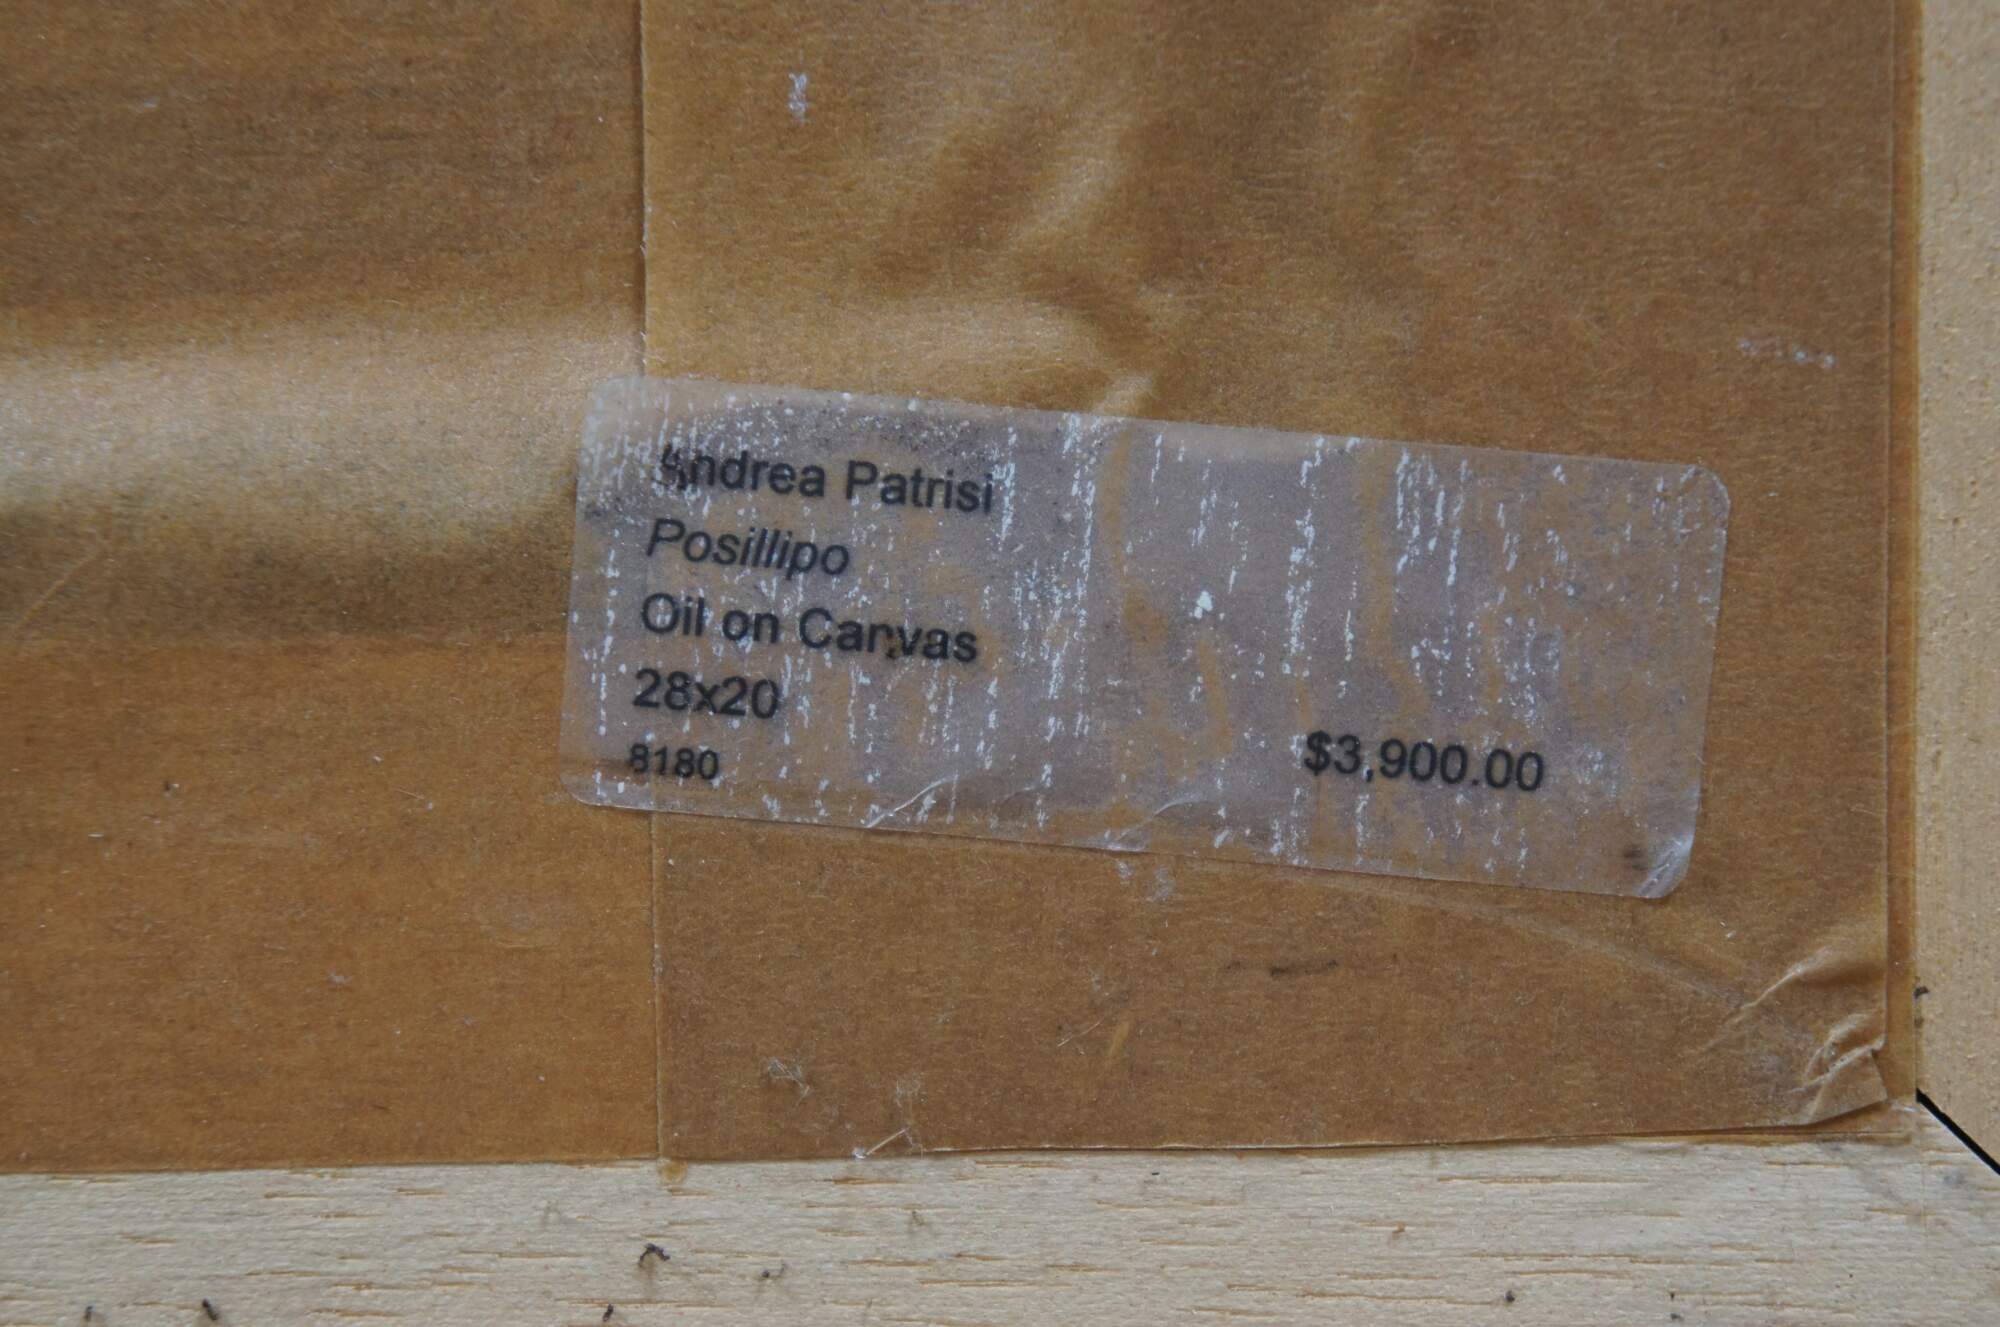 Andrea Patrisi
Posillipo
Oil on Canvas
28x20
8180
$3,900.00